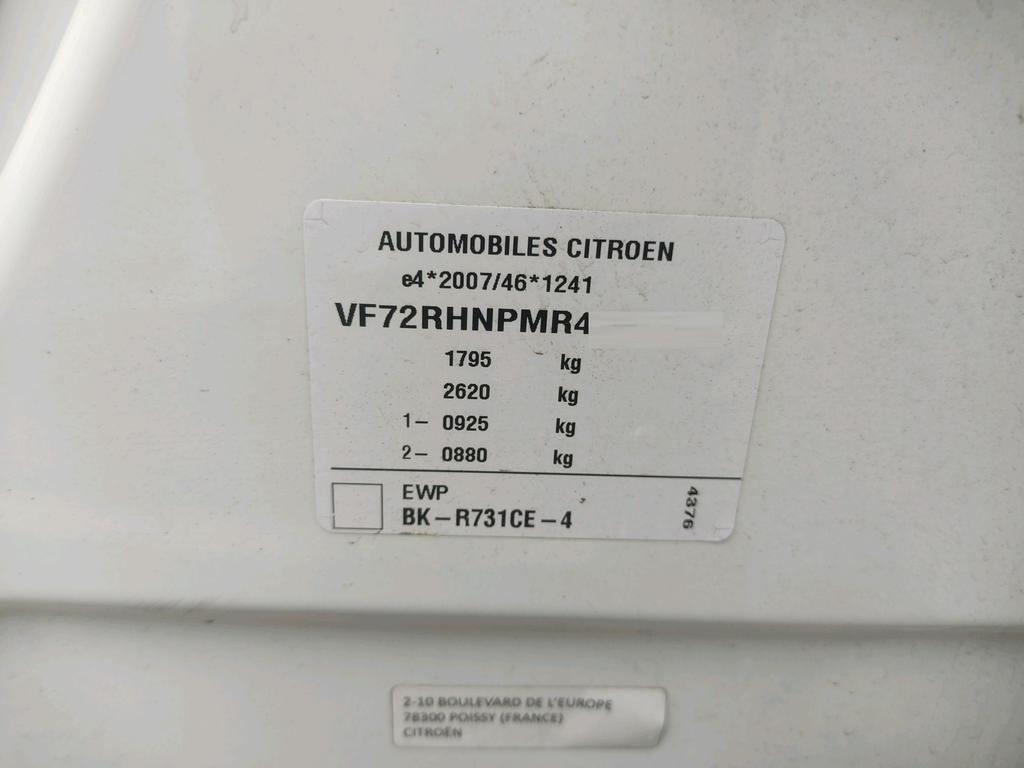 AUTOMOBILES CITROEN
e4*2007/46*1241
VF72RHNPMR4
1795 kg
2620 kg
1– 0925 kg
2– 0880 kg
EWP
BK–R731CE–4
4376
2-10 BOULEVARD DE L'EUROPE
78300 POISSY (FRANCE)
CITROEN